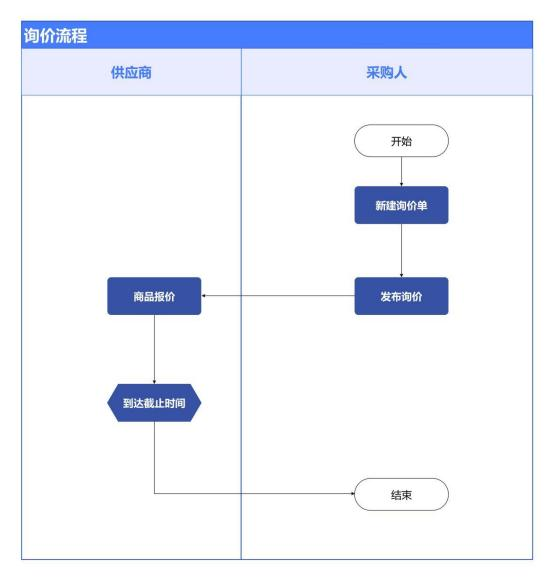 询价流程
供应商
采购人
开始
新建询价单
商品报价
发布询价
到达截止时间
结束